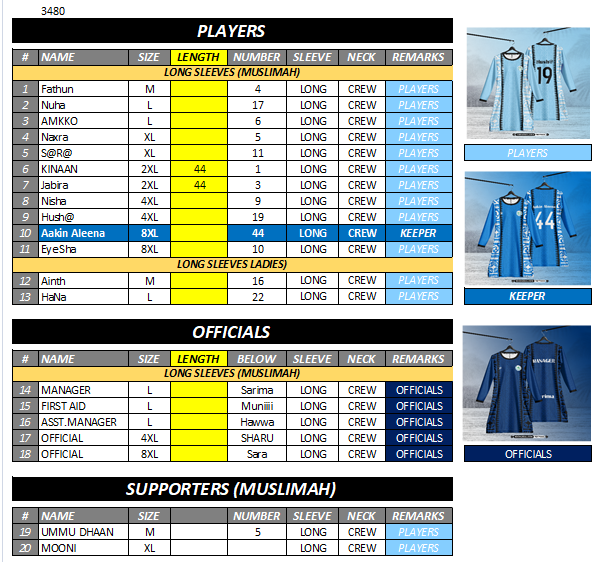 3480
PLAYERS
# NAME SIZE LENGTH NUMBER SLEEVE NECK REMARKS
LONG SLEEVES (MUSLIMAH)
1 Fathun M 4 LONG CREW PLAYERS
2 Nuha L 17 LONG CREW PLAYERS
3 AMKKO L 6 LONG CREW PLAYERS
4 Naxra XL 5 LONG CREW PLAYERS
5 S@R@ XL 11 LONG CREW PLAYERS
6 KINAAN 2XL 44 1 LONG CREW PLAYERS
7 Jabira 2XL 44 3 LONG CREW PLAYERS
8 Nisha 4XL 9 LONG CREW PLAYERS
9 Hush@ 4XL 19 LONG CREW PLAYERS
10 Aakin Aleena 8XL 44 LONG CREW KEEPER
11 EyeSha 8XL 10 LONG CREW PLAYERS
LONG SLEEVES LADIES)
12 Ainth M 16 LONG CREW PLAYERS
13 HaNa L 22 LONG CREW PLAYERS
OFFICIALS
# NAME SIZE LENGTH BELOW SLEEVE NECK REMARKS
LONG SLEEVES (MUSLIMAH)
14 MANAGER L Sarima LONG CREW OFFICIALS
15 FIRST AID L Muniiii LONG CREW OFFICIALS
16 ASST.MANAGER L Hawwa LONG CREW OFFICIALS
17 OFFICIAL 4XL SHARU LONG CREW OFFICIALS
18 OFFICIAL 8XL Sara LONG CREW OFFICIALS
SUPPORTERS (MUSLIMAH)
# NAME SIZE NUMBER SLEEVE NECK REMARKS
19 UMMU DHAAN M 5 LONG CREW PLAYERS
20 MOONI XL LONG CREW PLAYERS
19
PLAYERS
44
KEEPER
MANAGER
OFFICIALS